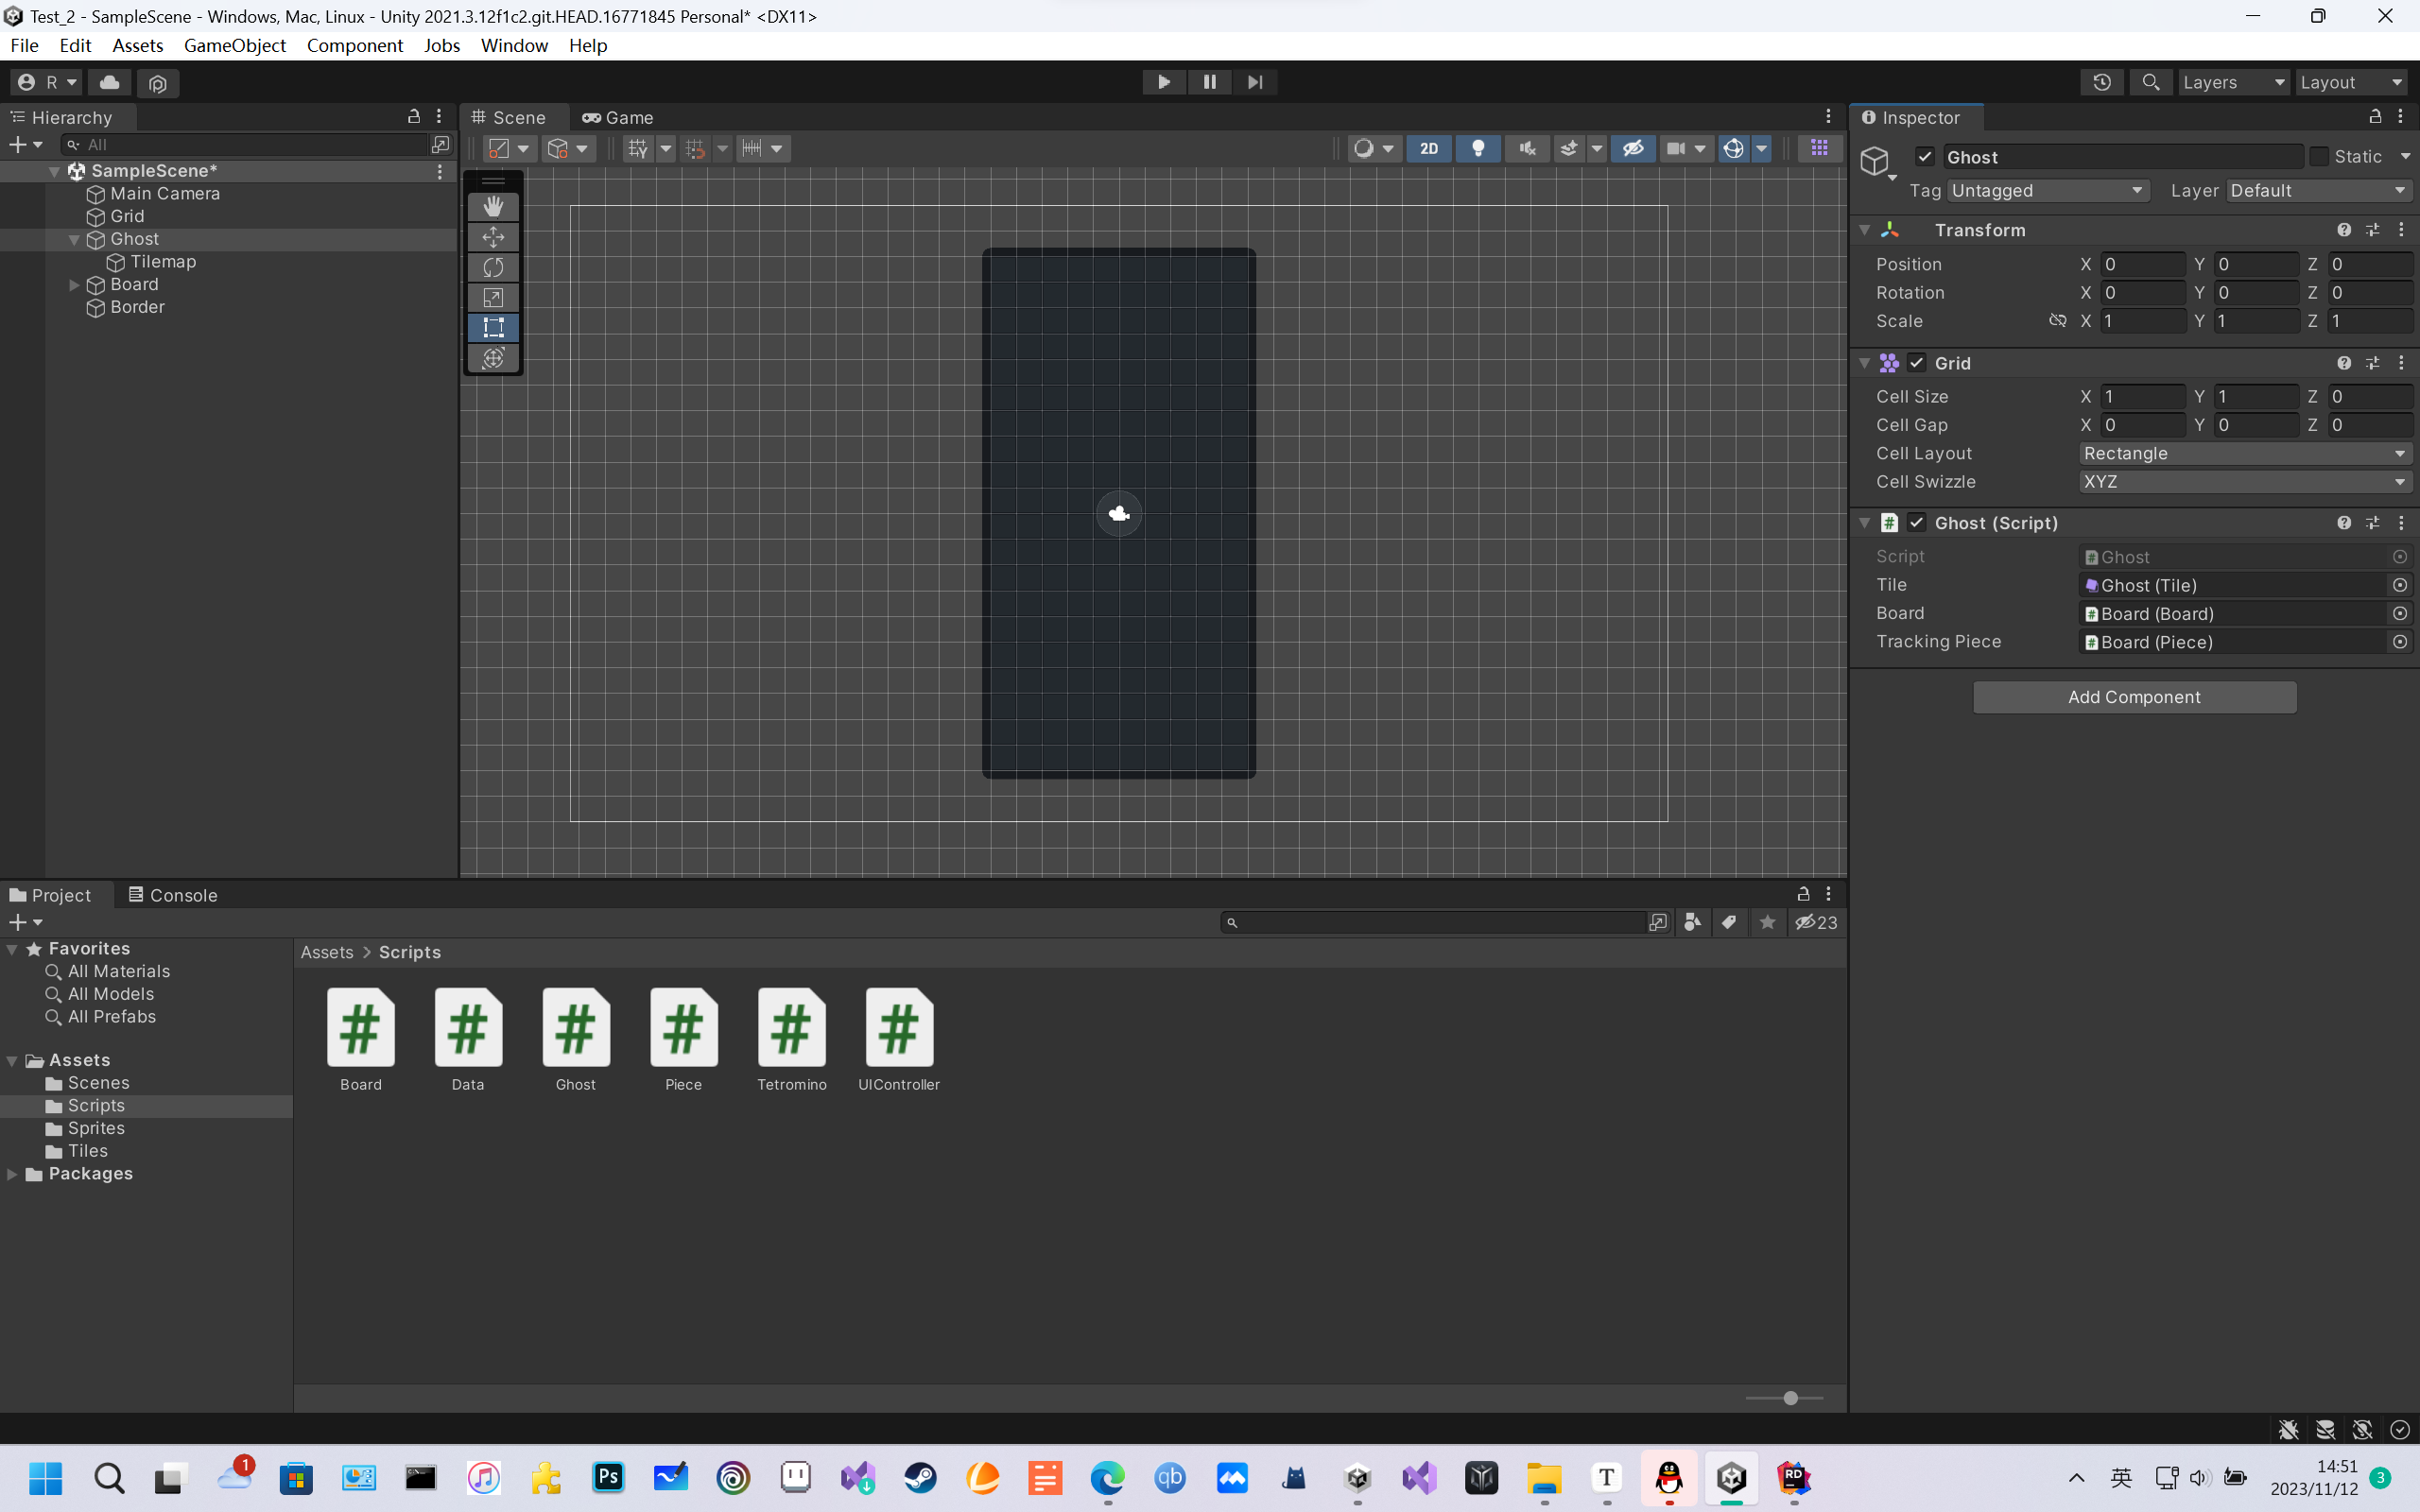 Test_2 - SampleScene - Windows, Mac, Linux - Unity 2021.3.12f1c2.git.HEAD.16771845 Personal* <DX11>
File Edit Assets GameObject Component Jobs Window Help
R
Layers Layout
Hierarchy
All
SampleScene*
Main Camera
Grid
Ghost
Tilemap
Board
Border
Scene Game
2D
Inspector
Ghost Static
Tag Untagged Layer Default
Transform
Position X 0 Y 0 Z 0
Rotation X 0 Y 0 Z 0
Scale X 1 Y 1 Z 1
Grid
Cell Size X 1 Y 1 Z 0
Cell Gap X 0 Y 0 Z 0
Cell Layout Rectangle
Cell Swizzle XYZ
# Ghost (Script)
Script # Ghost
Tile Ghost (Tile)
Board # Board (Board)
Tracking Piece # Board (Piece)
Add Component
Project Console
23
Favorites
All Materials
All Models
All Prefabs
Assets
Scenes
Scripts
Sprites
Tiles
Packages
Assets > Scripts
# # # # # #
Board Data Ghost Piece Tetromino UIController
1 Ps qb T RD 英 14:51 3
2023/11/12